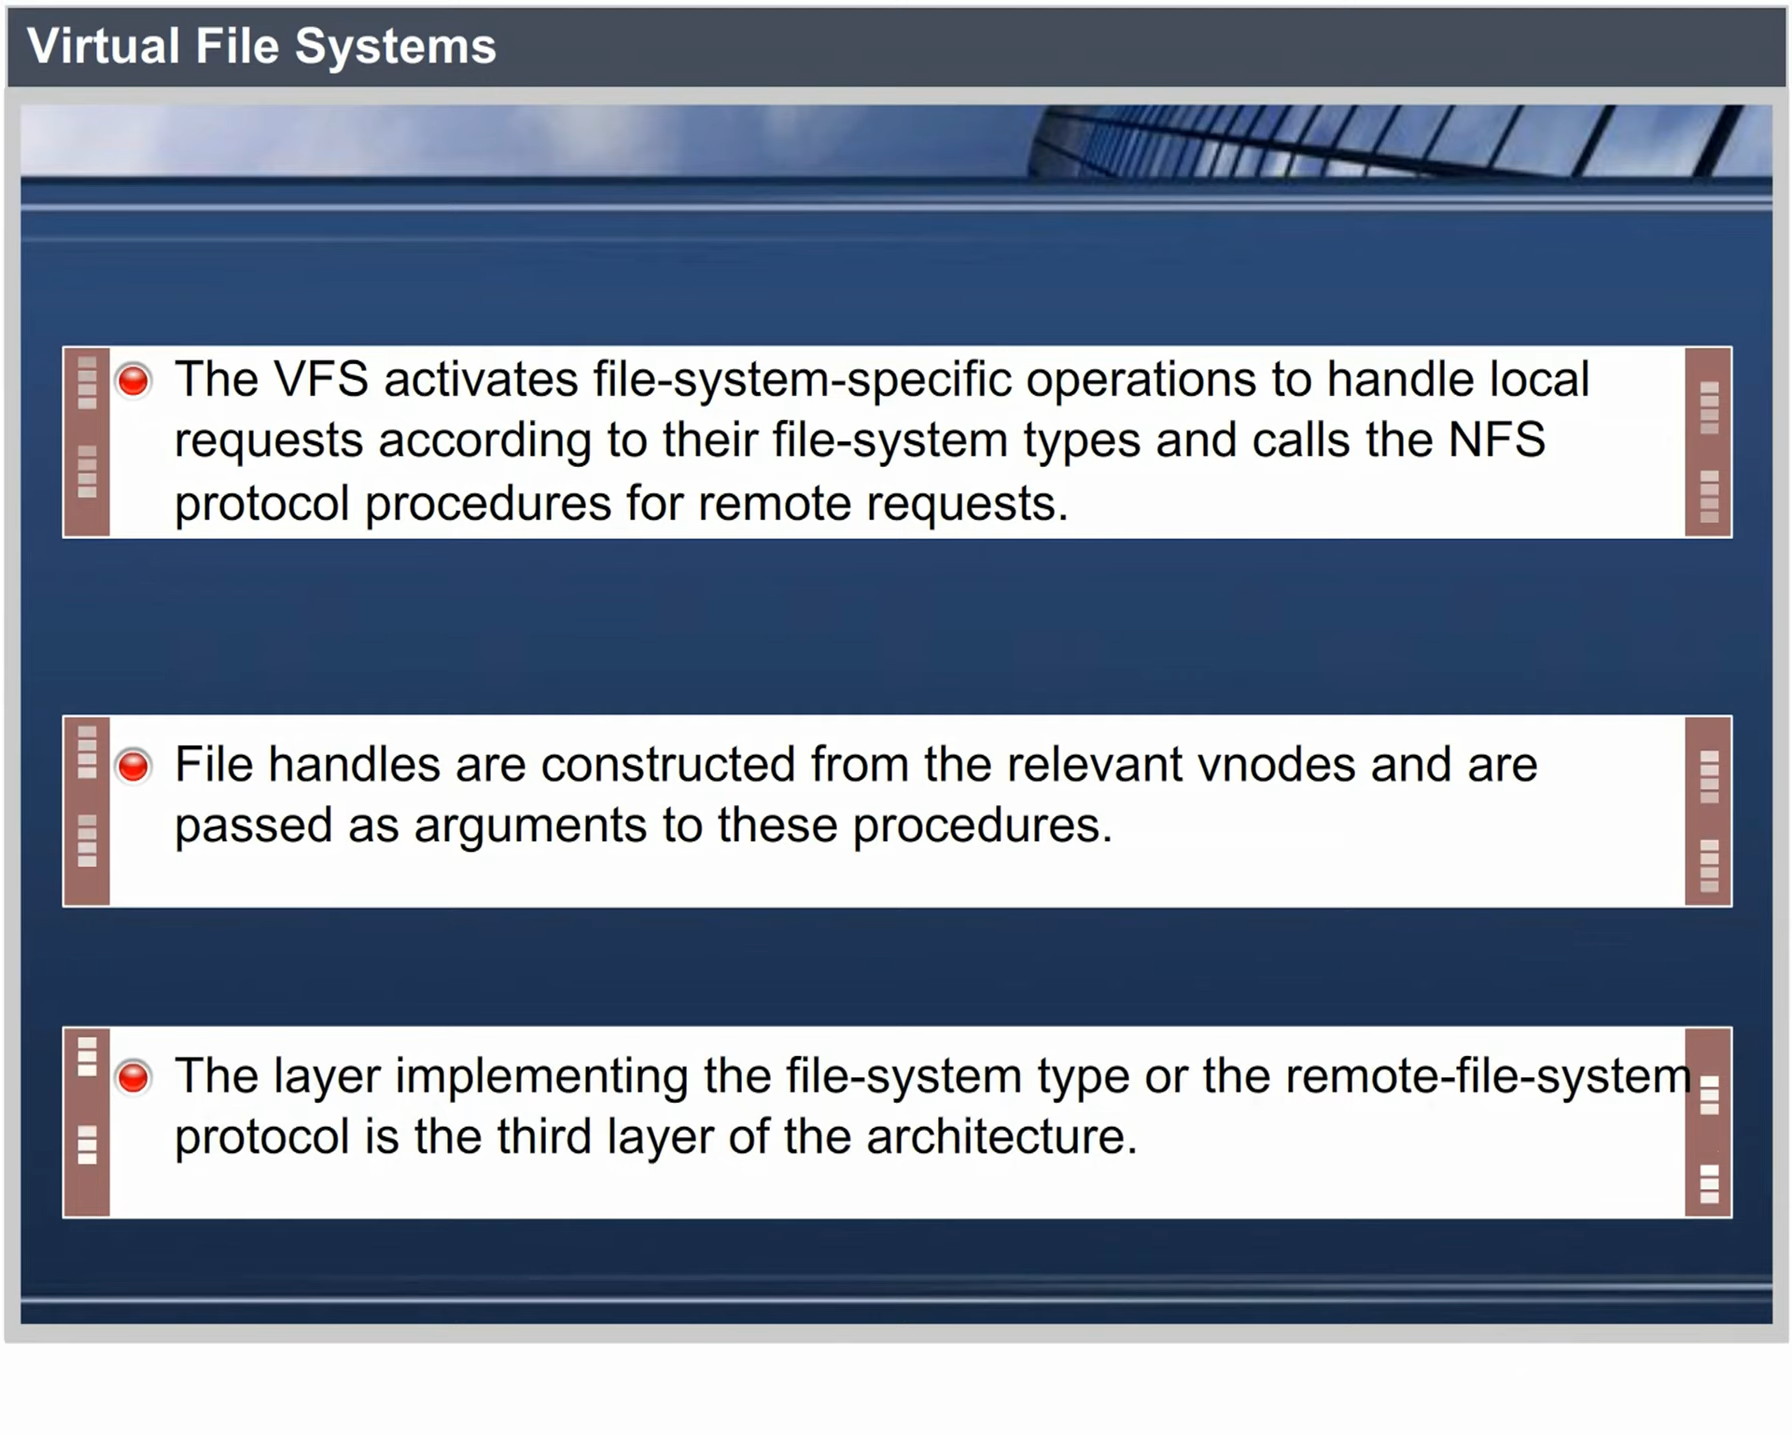 Virtual File Systems
The VFS activates file-system-specific operations to handle local
requests according to their file-system types and calls the NFS
protocol procedures for remote requests.
File handles are constructed from the relevant vnodes and are
passed as arguments to these procedures.
The layer implementing the file-system type or the remote-file-system
protocol is the third layer of the architecture.